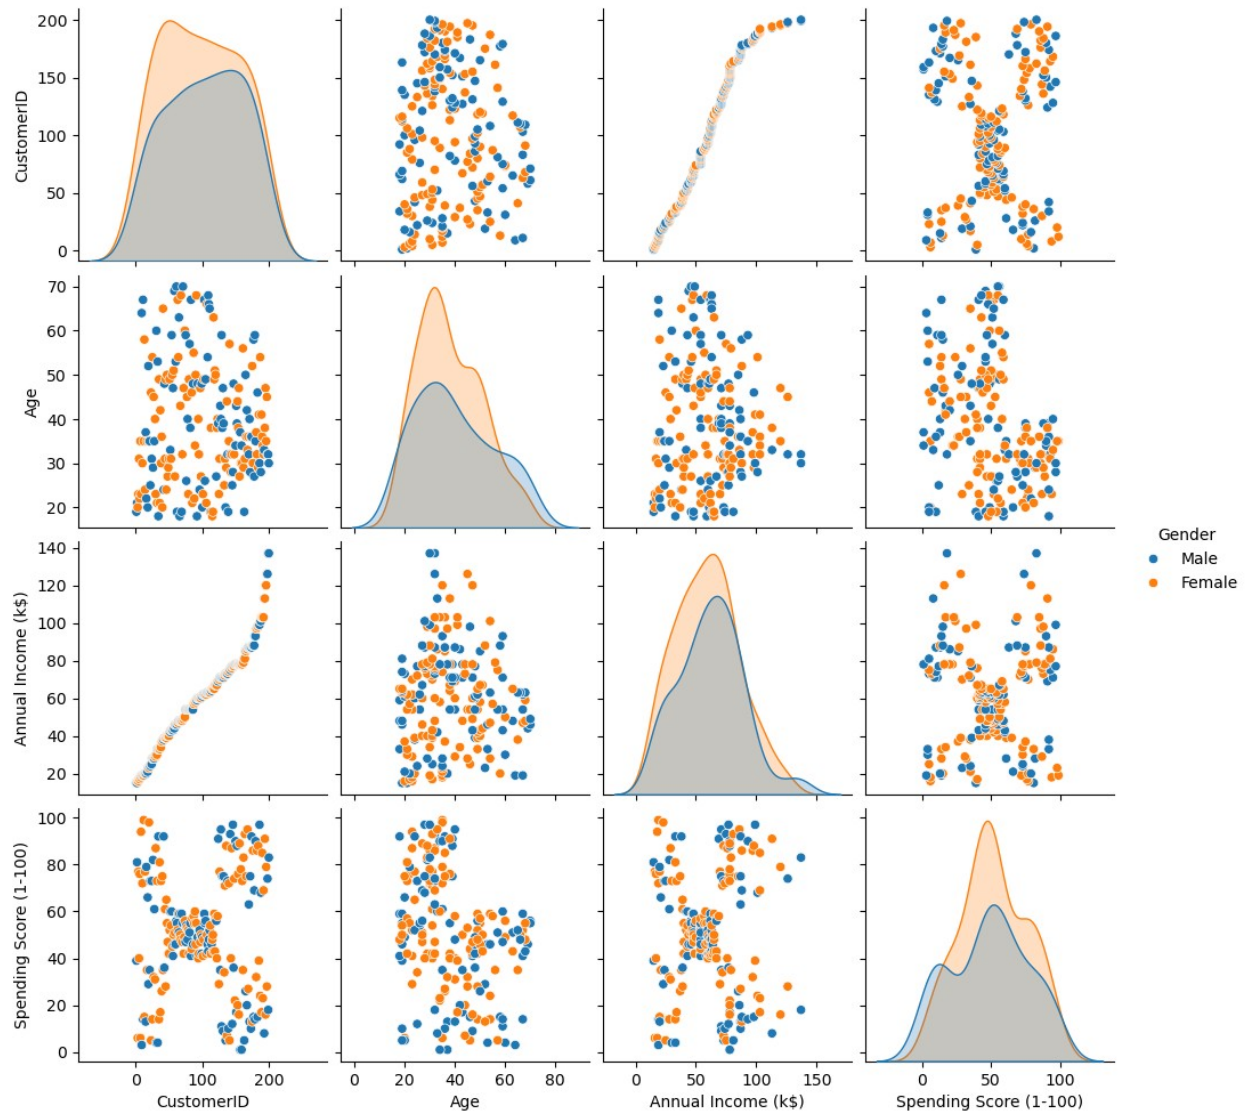 200
150
100
50
0
CustomerID
70
60
50
40
30
20
Age
Gender
Male
Female
140
120
100
80
60
40
20
Annual Income (k$)
100
80
60
40
20
0
Spending Score (1-100)
0 100 200
0 20 40 60 80
0 50 100 150
0 50 100
CustomerID
Age
Annual Income (k$)
Spending Score (1-100)